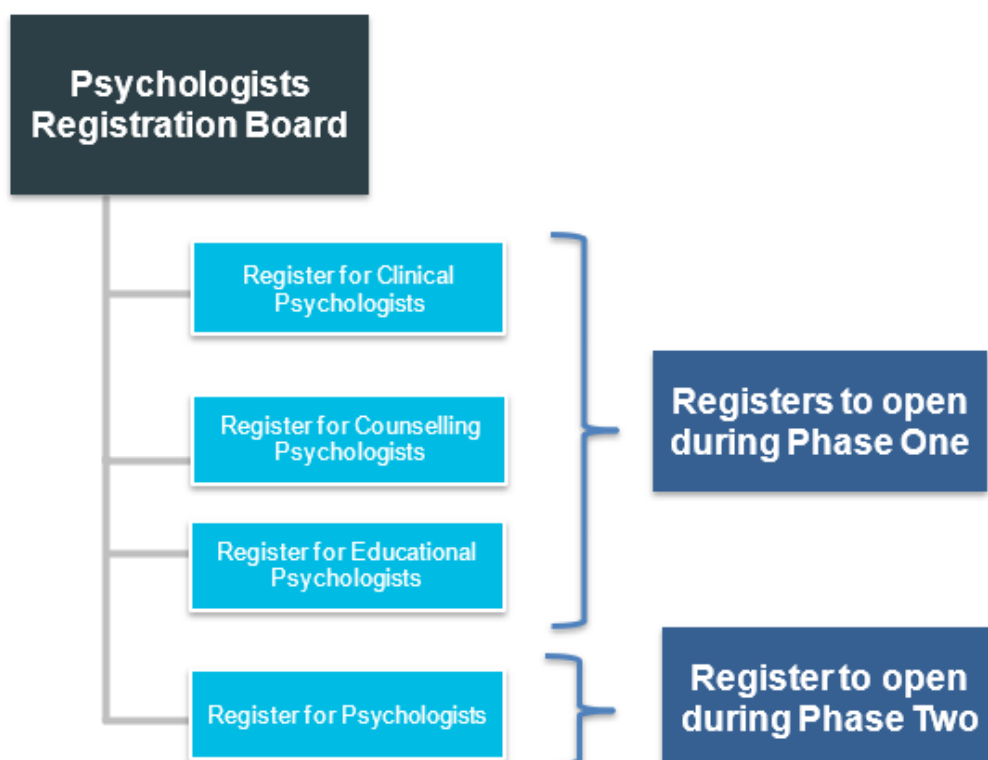 Psychologists
Registration Board
Register for Clinical
Psychologists
Register for Counselling
Psychologists
Registers to open
during Phase One
Register for Educational
Psychologists
Register for Psychologists
Register to open
during Phase Two